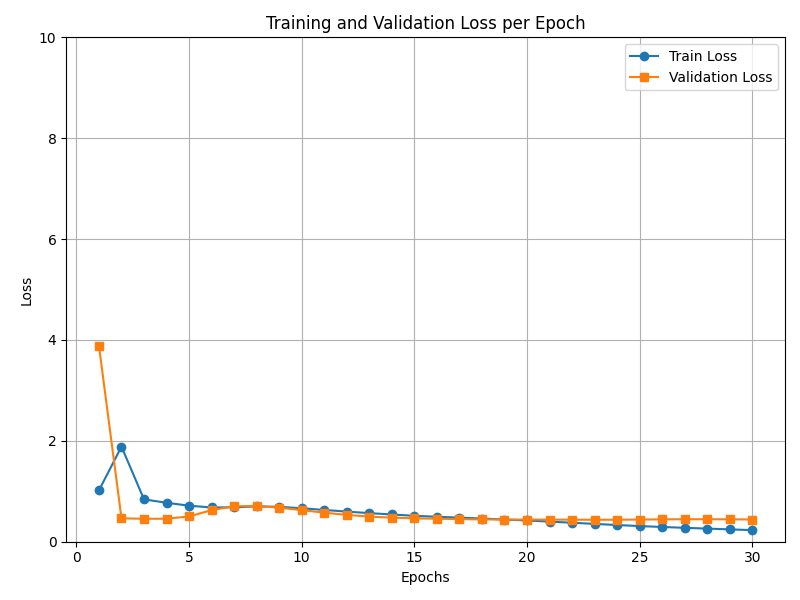 Training and Validation Loss per Epoch
10
8
6
4
2
0
Loss
Train Loss
Validation Loss
0 5 10 15 20 25 30
Epochs